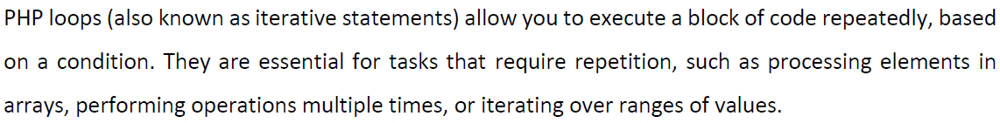 PHP loops (also known as iterative statements) allow you to execute a block of code repeatedly, based
on a condition. They are essential for tasks that require repetition, such as processing elements in
arrays, performing operations multiple times, or iterating over ranges of values.